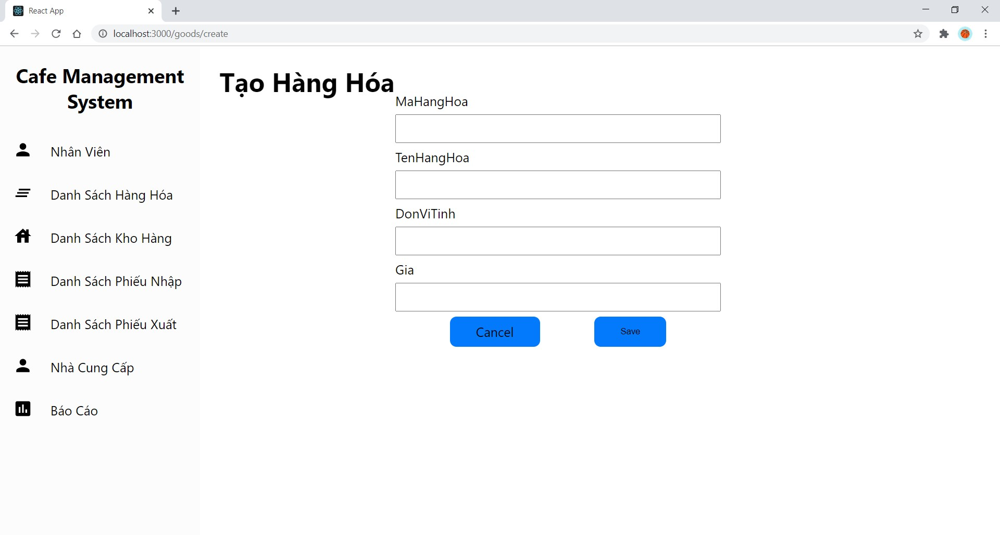 React App
localhost:3000/goods/create
Cafe Management
System
Nhân Viên
Danh Sách Hàng Hóa
Danh Sách Kho Hàng
Danh Sách Phiếu Nhập
Danh Sách Phiếu Xuất
Nhà Cung Cấp
Báo Cáo
Tạo Hàng Hóa
MaHangHoa
TenHangHoa
DonViTinh
Gia
Cancel
Save